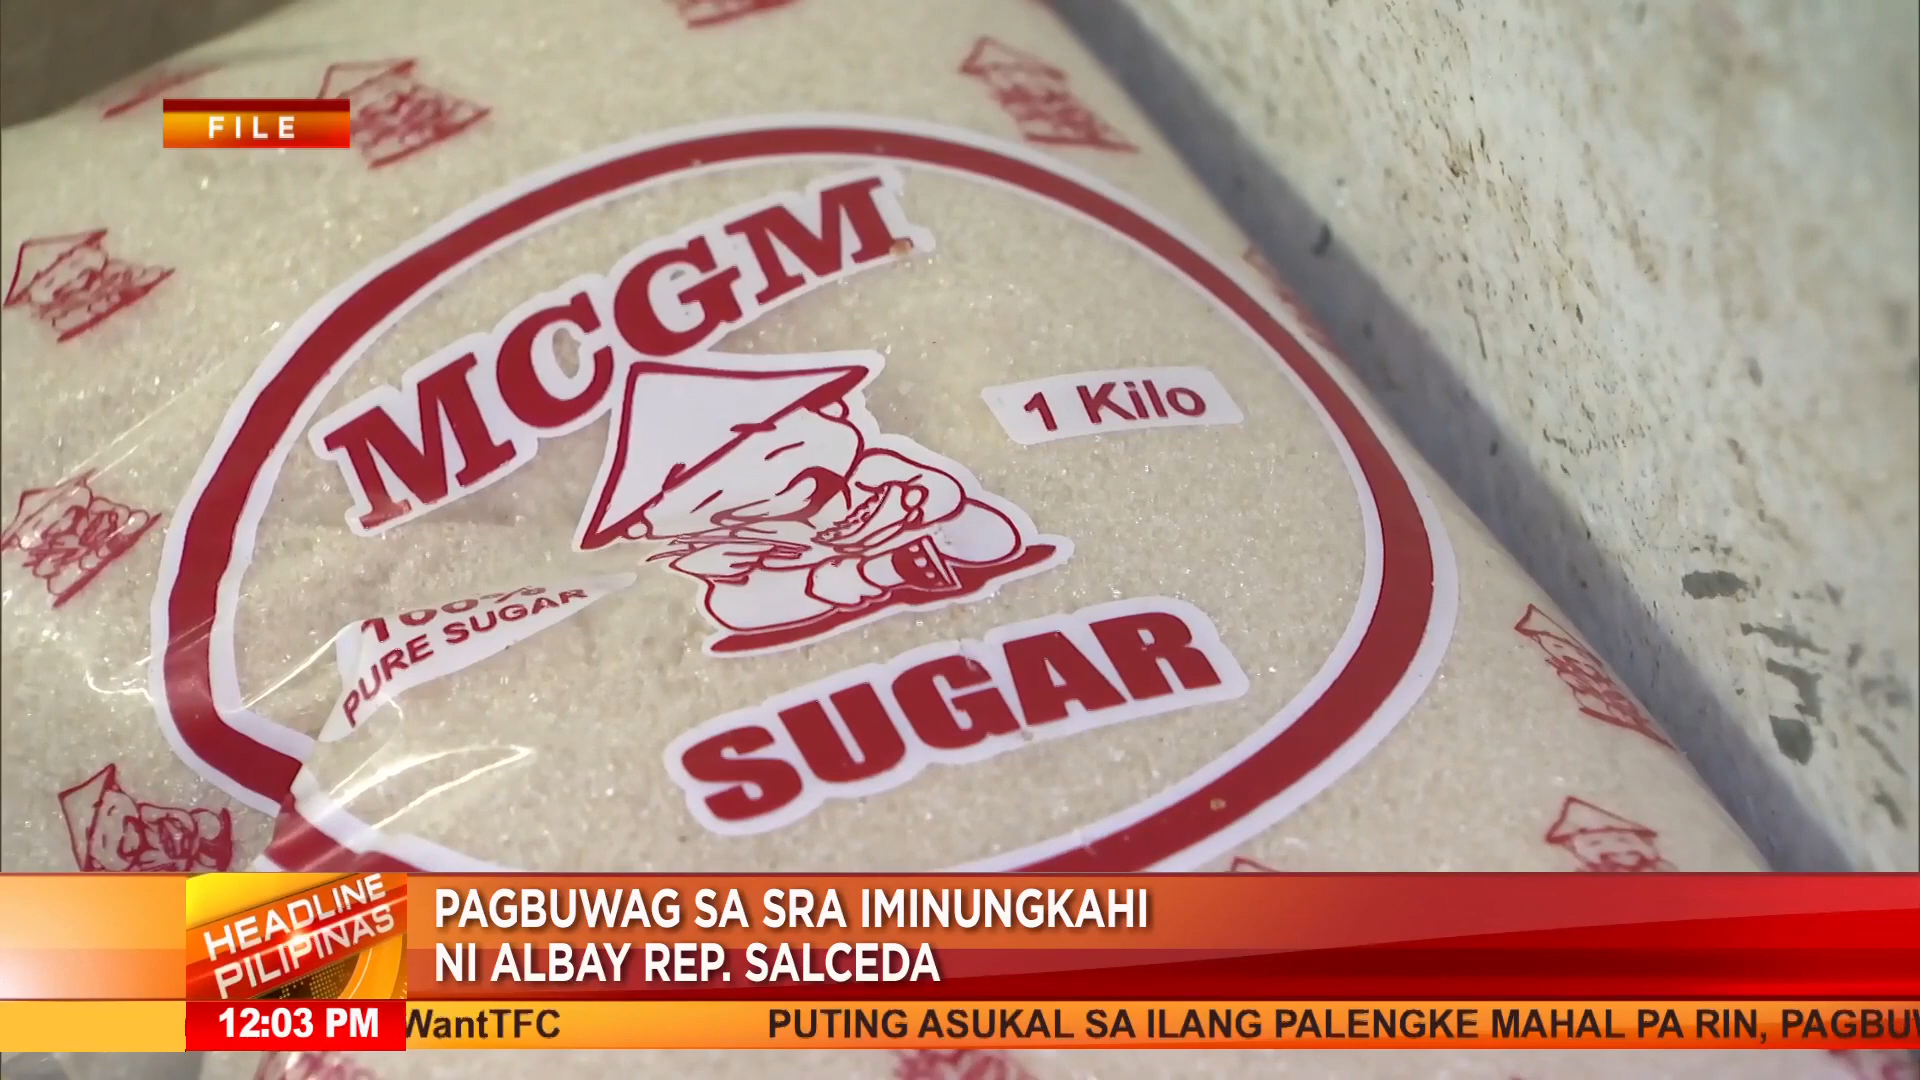 FILE
MCGM
1 Kilo
100%
PURE SUGAR
SUGAR
HEADLINE
PILIPINAS
PAGBUWAG SA SRA IMINUNGKAHI
NI ALBAY REP. SALCEDA
12:03 PM
WantTFC PUTING ASUKAL SA ILANG PALENGKE MAHAL PA RIN,